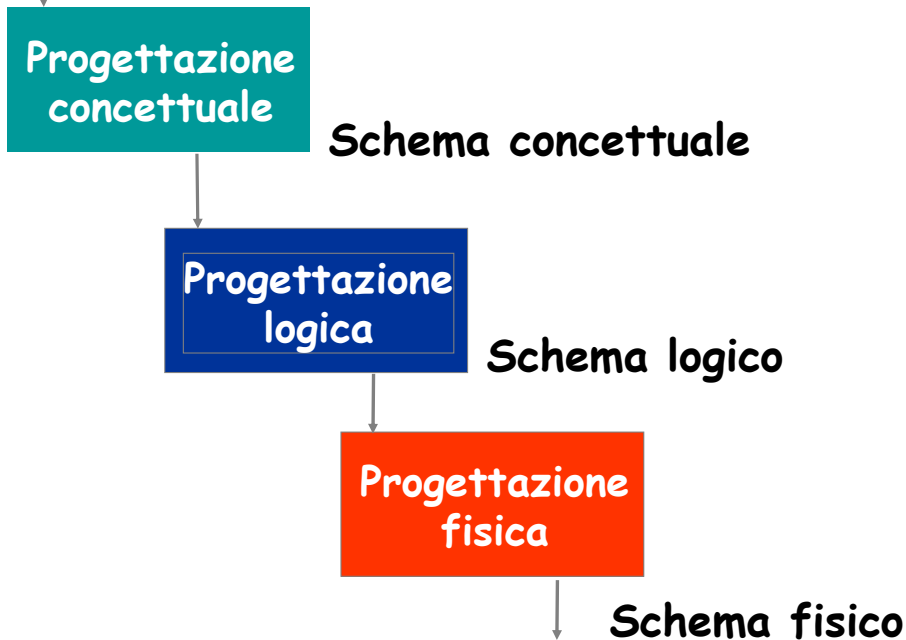 Progettazione
concettuale
Schema concettuale
Progettazione
logica
Schema logico
Progettazione
fisica
Schema fisico